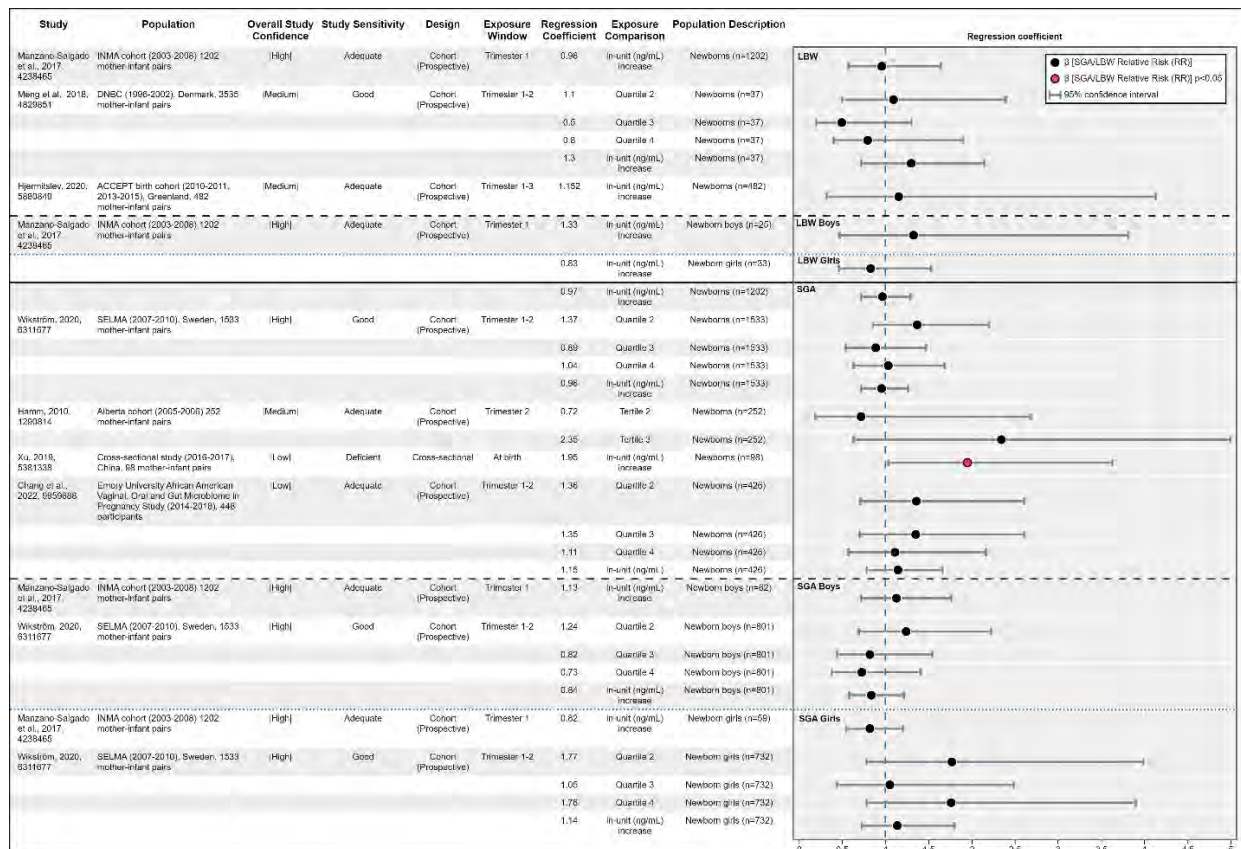 Study Population Overall Study Confidence Study Sensitivity Design Exposure Window Regression Coefficient Exposure Comparison Population Description Regression coefficient
β [SGA/LBW Relative Risk (RR)]
β [SGA/LBW Relative Risk (RR)] p<0.05
95% confidence interval
LBW
Manzano-Salgado et al., 2017, 4238465 INMA cohort (2003-2008) 1202 mother-infant pairs |High| Adequate Cohort (Prospective) Trimester 1 0.96 ln-unit (ng/mL) increase Newborns (n=1202)
Meng et al., 2018, 4829851 DNBC (1996-2002), Denmark, 3535 mother-infant pairs |Medium| Good Cohort (Prospective) Trimester 1-2 1.1 Quartile 2 Newborns (n=37)
0.5 Quartile 3 Newborns (n=37)
0.8 Quartile 4 Newborns (n=37)
1.3 ln-unit (ng/mL) increase Newborns (n=37)
Hjermitslev, 2020, 5880849 ACCEPT birth cohort (2010-2011, 2013-2015), Greenland, 482 mother-infant pairs |Medium| Adequate Cohort (Prospective) Trimester 1-3 1.152 ln-unit (ng/mL) increase Newborns (n=482)
LBW Boys
Manzano-Salgado et al., 2017, 4238465 INMA cohort (2003-2008) 1202 mother-infant pairs |High| Adequate Cohort (Prospective) Trimester 1 1.33 ln-unit (ng/mL) increase Newborn boys (n=25)
LBW Girls
0.83 ln-unit (ng/mL) increase Newborn girls (n=33)
SGA
0.97 ln-unit (ng/mL) increase Newborns (n=1202)
Wikström, 2020, 6311677 SELMA (2007-2010), Sweden, 1533 mother-infant pairs |High| Good Cohort (Prospective) Trimester 1-2 1.37 Quartile 2 Newborns (n=1533)
0.89 Quartile 3 Newborns (n=1533)
1.04 Quartile 4 Newborns (n=1533)
0.96 ln-unit (ng/mL) increase Newborns (n=1533)
Hamm, 2010, 1290814 Alberta cohort (2005-2006) 252 mother-infant pairs |Medium| Adequate Cohort (Prospective) Trimester 2 0.72 Tertile 2 Newborns (n=252)
2.35 Tertile 3 Newborns (n=252)
Xu, 2019, 5381338 Cross-sectional study (2016-2017), China, 98 mother-infant pairs |Low| Deficient Cross-sectional At birth 1.95 ln-unit (ng/mL) increase Newborns (n=98)
Chang et al., 2022, 9959688 Emory University African American Vaginal, Oral and Gut Microbiome in Pregnancy Study (2014-2018), 448 participants |Low| Adequate Cohort (Prospective) Trimester 1-2 1.36 Quartile 2 Newborns (n=426)
1.35 Quartile 3 Newborns (n=426)
1.11 Quartile 4 Newborns (n=426)
1.15 ln-unit (ng/mL) increase Newborns (n=426)
SGA Boys
Manzano-Salgado et al., 2017, 4238465 INMA cohort (2003-2008) 1202 mother-infant pairs |High| Adequate Cohort (Prospective) Trimester 1 1.13 ln-unit (ng/mL) increase Newborn boys (n=62)
Wikström, 2020, 6311677 SELMA (2007-2010), Sweden, 1533 mother-infant pairs |High| Good Cohort (Prospective) Trimester 1-2 1.24 Quartile 2 Newborn boys (n=801)
0.82 Quartile 3 Newborn boys (n=801)
0.73 Quartile 4 Newborn boys (n=801)
0.84 ln-unit (ng/mL) increase Newborn boys (n=801)
SGA Girls
Manzano-Salgado et al., 2017, 4238465 INMA cohort (2003-2008) 1202 mother-infant pairs |High| Adequate Cohort (Prospective) Trimester 1 0.82 ln-unit (ng/mL) increase Newborn girls (n=59)
Wikström, 2020, 6311677 SELMA (2007-2010), Sweden, 1533 mother-infant pairs |High| Good Cohort (Prospective) Trimester 1-2 1.77 Quartile 2 Newborn girls (n=732)
1.05 Quartile 3 Newborn girls (n=732)
1.76 Quartile 4 Newborn girls (n=732)
1.14 ln-unit (ng/mL) increase Newborn girls (n=732)
0 0.5 1 1.5 2 2.5 3 3.5 4 4.5 5